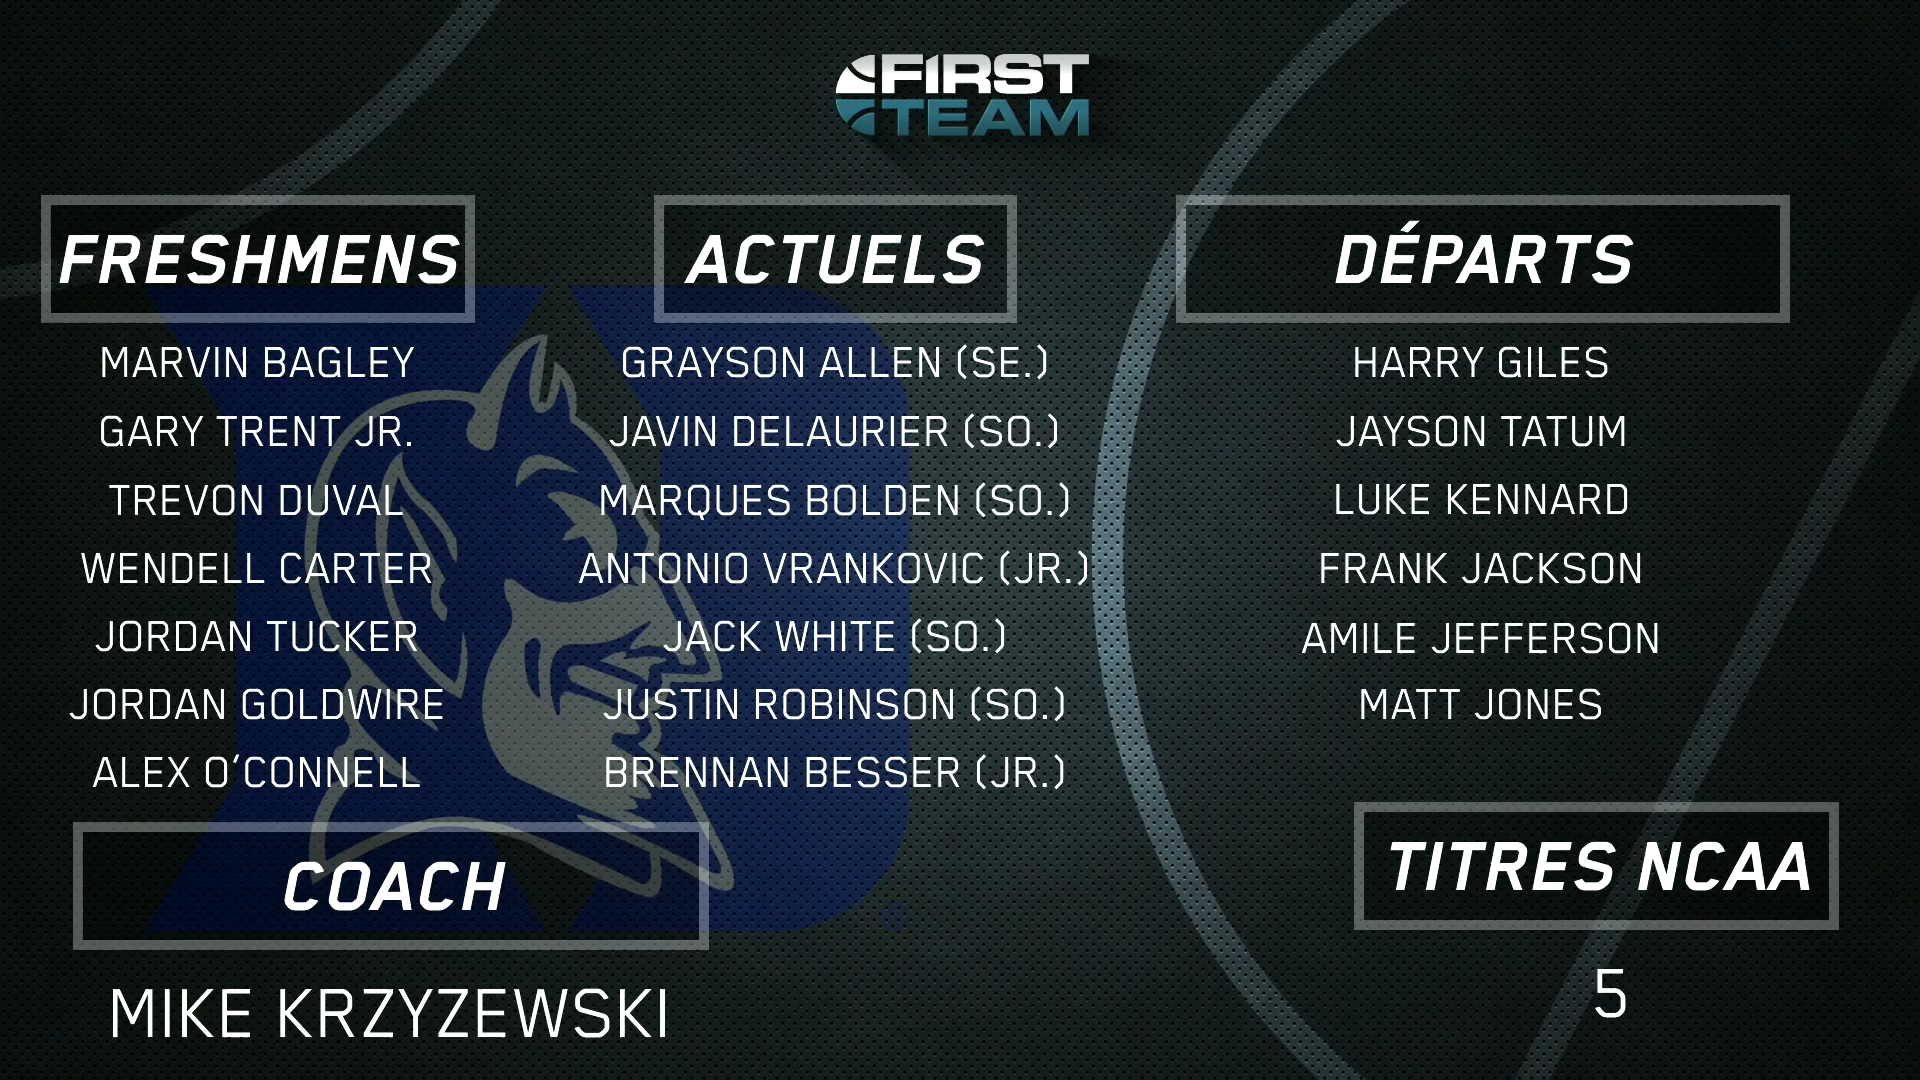 FIRST
TEAM
FRESHMENS
MARVIN BAGLEY
GARY TRENT JR.
TREVON DUVAL
WENDELL CARTER
JORDAN TUCKER
JORDAN GOLDWIRE
ALEX O'CONNELL
ACTUELS
GRAYSON ALLEN (SE.)
JAVIN DELAURIER (SO.)
MARQUES BOLDEN (SO.)
ANTONIO VRANKOVIC (JR.)
JACK WHITE (SO.)
JUSTIN ROBINSON (SO.)
BRENNAN BESSER (JR.)
DÉPARTS
HARRY GILES
JAYSON TATUM
LUKE KENNARD
FRANK JACKSON
AMILE JEFFERSON
MATT JONES
COACH
MIKE KRZYZEWSKI
TITRES NCAA
5